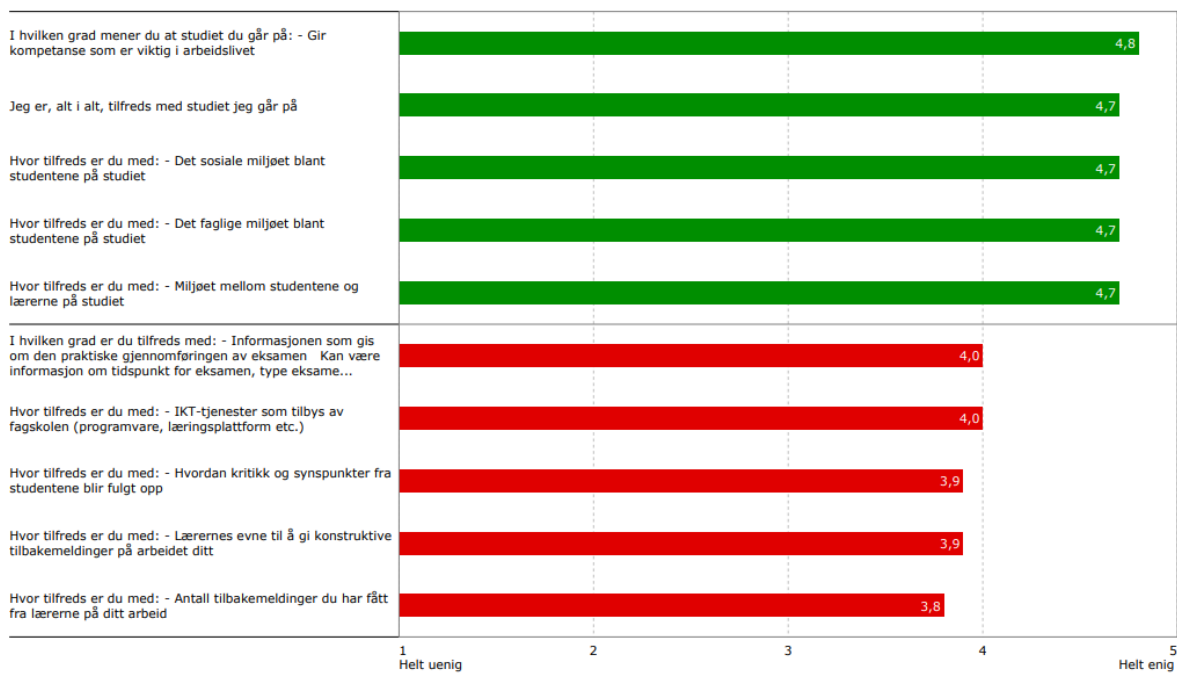 I hvilken grad mener du at studiet du går på: - Gir
kompetanse som er viktig i arbeidslivet
4,8
Jeg er, alt i alt, tilfreds med studiet jeg går på
4,7
Hvor tilfreds er du med: - Det sosiale miljøet blant
studentene på studiet
4,7
Hvor tilfreds er du med: - Det faglige miljøet blant
studentene på studiet
4,7
Hvor tilfreds er du med: - Miljøet mellom studentene og
lærerne på studiet
4,7
I hvilken grad er du tilfreds med: - Informasjonen som gis
om den praktiske gjennomføringen av eksamen   Kan være
informasjon om tidspunkt for eksamen, type eksame...
4,0
Hvor tilfreds er du med: - IKT-tjenester som tilbys av
fagskolen (programvare, læringsplattform etc.)
4,0
Hvor tilfreds er du med: - Hvordan kritikk og synspunkter fra
studentene blir fulgt opp
3,9
Hvor tilfreds er du med: - Lærernes evne til å gi konstruktive
tilbakemeldinger på arbeidet ditt
3,9
Hvor tilfreds er du med: - Antall tilbakemeldinger du har fått
fra lærerne på ditt arbeid
3,8
1 2 3 4 5
Helt uenig Helt enig